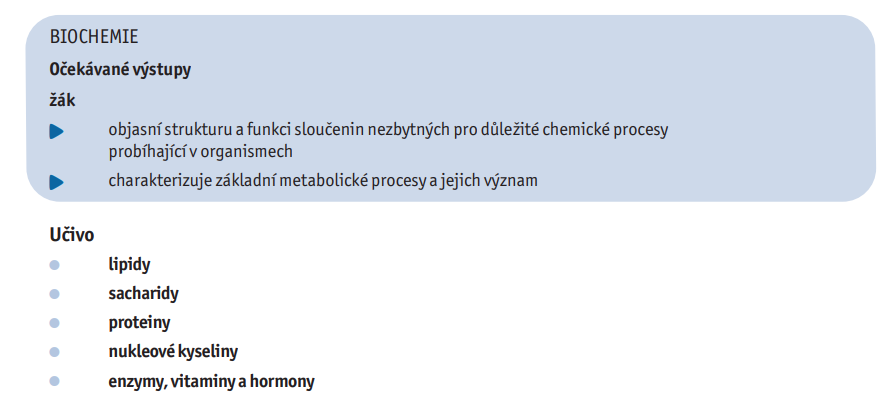 BIOCHEMIE
Očekávané výstupy
žák
objasní strukturu a funkci sloučenin nezbytných pro důležité chemické procesy
probíhající v organismech
charakterizuje základní metabolické procesy a jejich význam
Učivo
lipidy
sacharidy
proteiny
nukleové kyseliny
enzymy, vitaminy a hormony